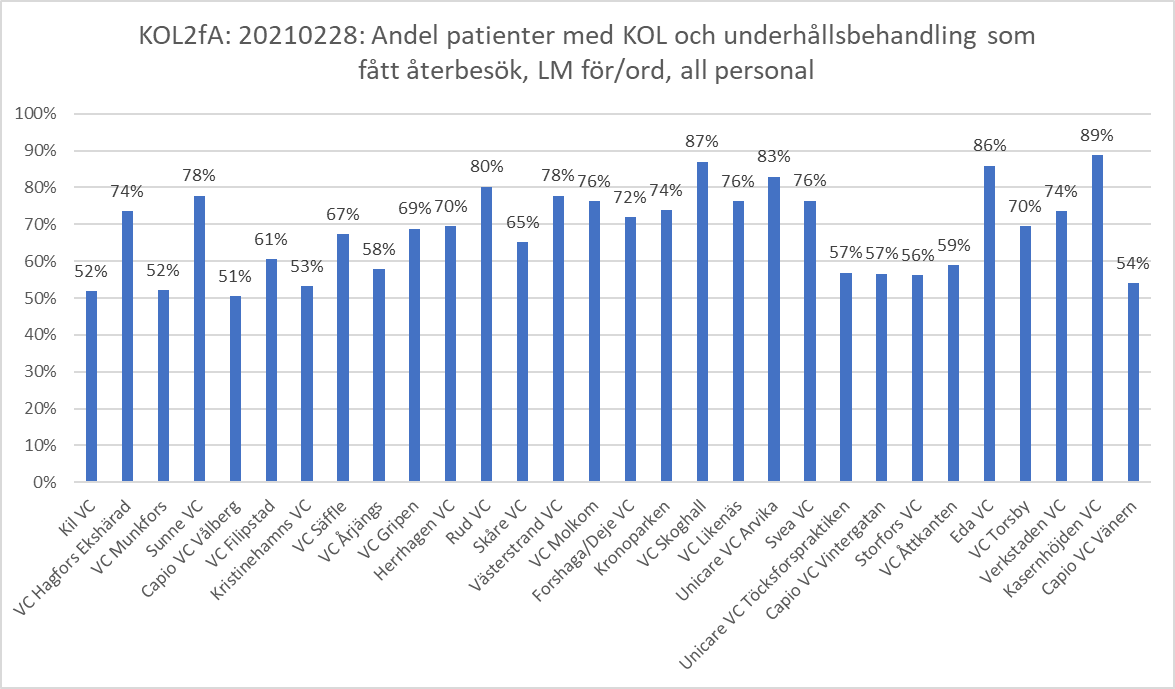 KOL2fA: 20210228: Andel patienter med KOL och underhållsbehandling som
fått återbesök, LM för/ord, all personal
100%
90%
80%
70%
60%
50%
40%
30%
20%
10%
0%
52%
74%
52%
78%
51%
61%
53%
67%
58%
69%
70%
80%
65%
78%
76%
72%
74%
87%
76%
83%
76%
57%
57%
56%
59%
86%
70%
74%
89%
54%
Kil VC
VC Hagfors Ekshärad
VC Munkfors
Sunne VC
Capio VC Vålberg
VC Filipstad
Kristinehamns VC
VC Säffle
VC Årjängs
VC Gripen
Herrhagen VC
Rud VC
Skåre VC
Västerstrand VC
VC Molkom
Forshaga/Deje VC
Kronoparken
VC Skoghall
VC Likenäs
Unicare VC Arvika
Svea VC
Unicare VC Töcksforspraktiken
Capio VC Vintergatan
Storfors VC
VC Åttkanten
Eda VC
VC Torsby
Verkstaden VC
Kasernhöjden VC
Capio VC Vänern